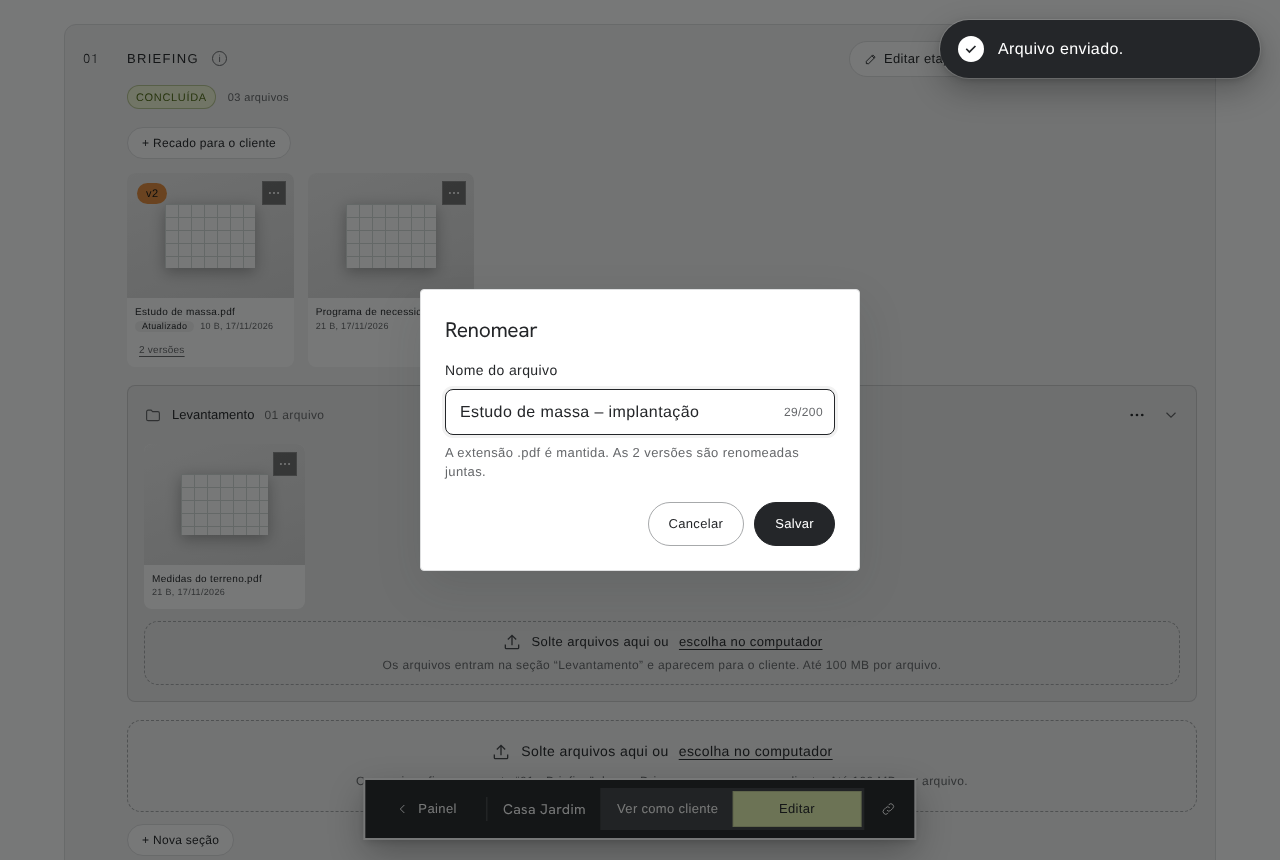 01 BRIEFING
Editar eta
Arquivo enviado.
CONCLUÍDA 03 arquivos
+ Recado para o cliente
v2
Estudo de massa.pdf
Atualizado 10 B, 17/11/2026
2 versões
Programa de necessid
21 B, 17/11/2026
Renomear
Nome do arquivo
Estudo de massa – implantação 29/200
A extensão .pdf é mantida. As 2 versões são renomeadas
juntas.
Cancelar Salvar
Levantamento 01 arquivo
Medidas do terreno.pdf
21 B, 17/11/2026
Solte arquivos aqui ou escolha no computador
Os arquivos entram na seção “Levantamento” e aparecem para o cliente. Até 100 MB por arquivo.
Solte arquivos aqui ou escolha no computador
arquivo.
Painel Casa Jardim Ver como cliente Editar
+ Nova seção